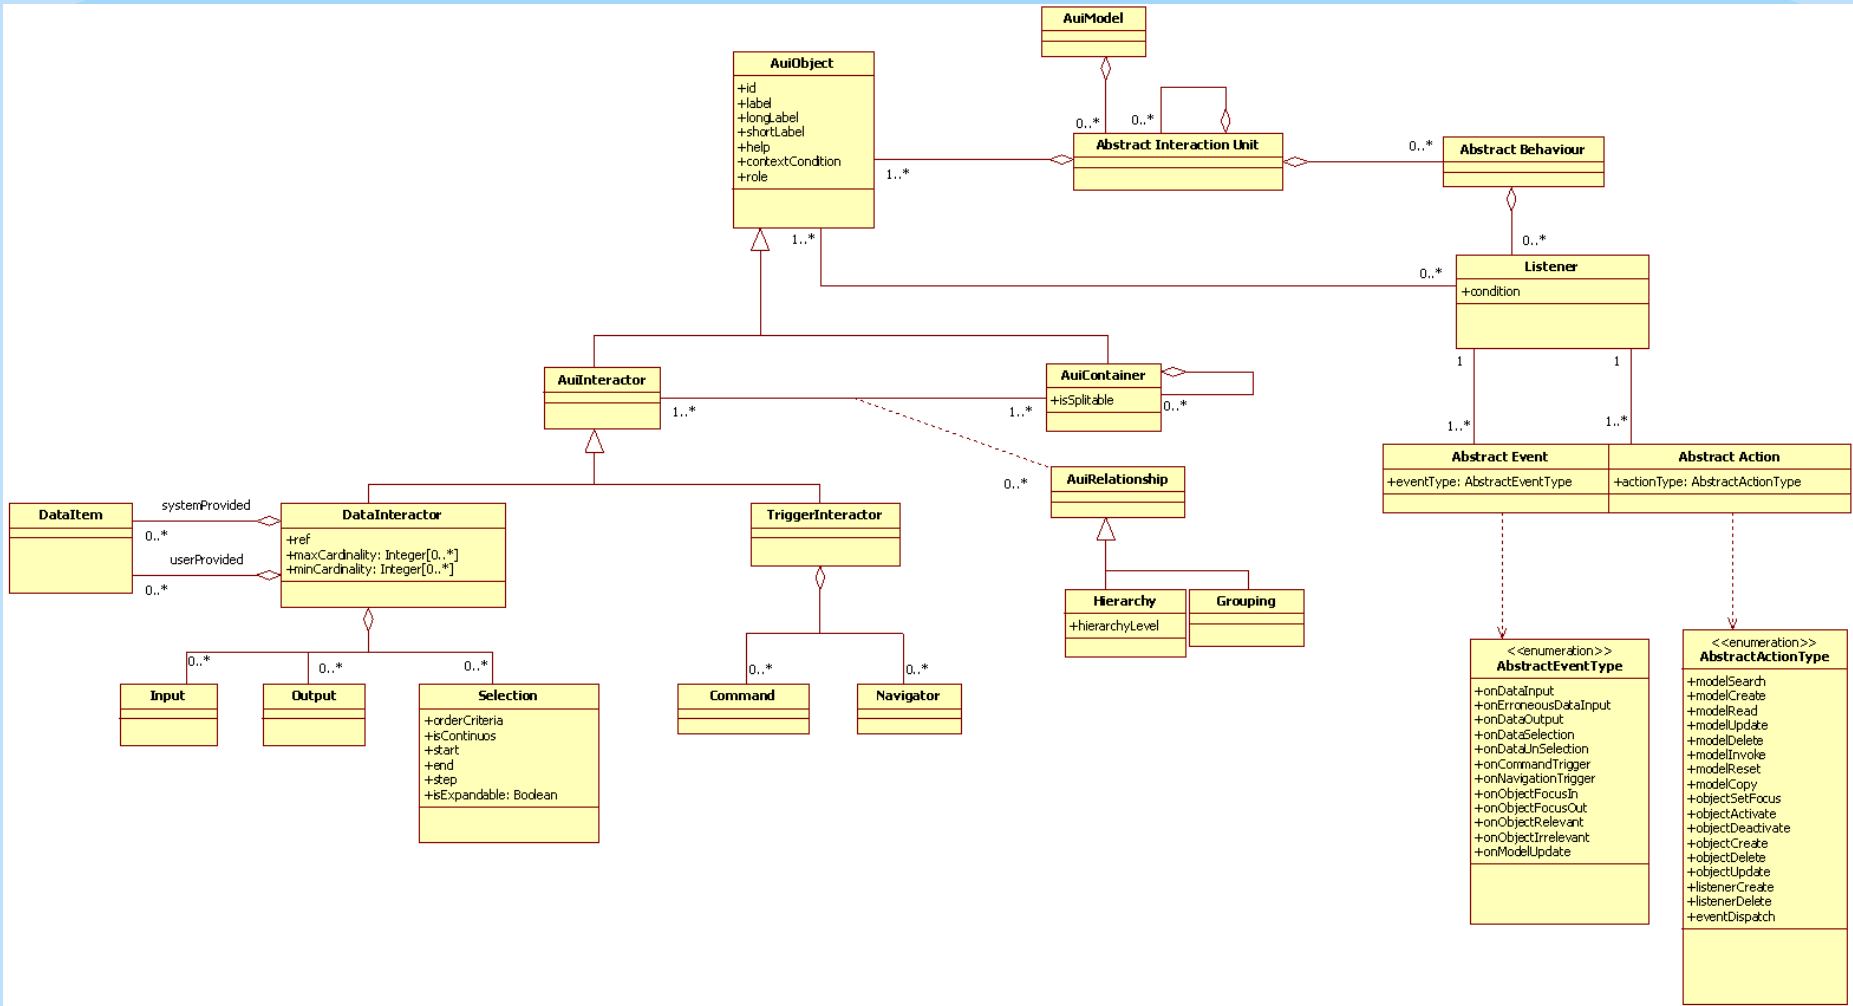 AuiModel
AuiObject
+id
+label
+longLabel
+shortLabel
+help
+contextCondition
+role
0..*
0..*
Abstract Interaction Unit
1..*
0..*
Abstract Behaviour
0..*
1..*
0..*
Listener
+condition
1
1
AuiInteractor
1..*
1..*
AuiContainer
+isSplitable
0..*
1..*
1..*
Abstract Event
+eventType: AbstractEventType
Abstract Action
+actionType: AbstractActionType
0..*
AuiRelationship
DataItem
systemProvided
0..*
userProvided
0..*
DataInteractor
+ref
+maxCardinality: Integer[0..*]
+minCardinality: Integer[0..*]
TriggerInteractor
Hierarchy
+hierarchyLevel
Grouping
0..*
0..*
0..*
0..*
0..*
Input
Output
Selection
+orderCriteria
+isContinuos
+start
+end
+step
+isExpandable: Boolean
Command
Navigator
<<enumeration>>
AbstractEventType
+onDataInput
+onErroneousDataInput
+onDataOutput
+onDataSelection
+onDataUnSelection
+onCommandTrigger
+onNavigationTrigger
+onObjectFocusIn
+onObjectFocusOut
+onObjectRelevant
+onObjectIrrelevant
+onModelUpdate
<<enumeration>>
AbstractActionType
+modelSearch
+modelCreate
+modelRead
+modelUpdate
+modelDelete
+modelInvoke
+modelReset
+modelCopy
+objectSetFocus
+objectActivate
+objectDeactivate
+objectCreate
+objectDelete
+objectUpdate
+listenerCreate
+listenerDelete
+eventDispatch